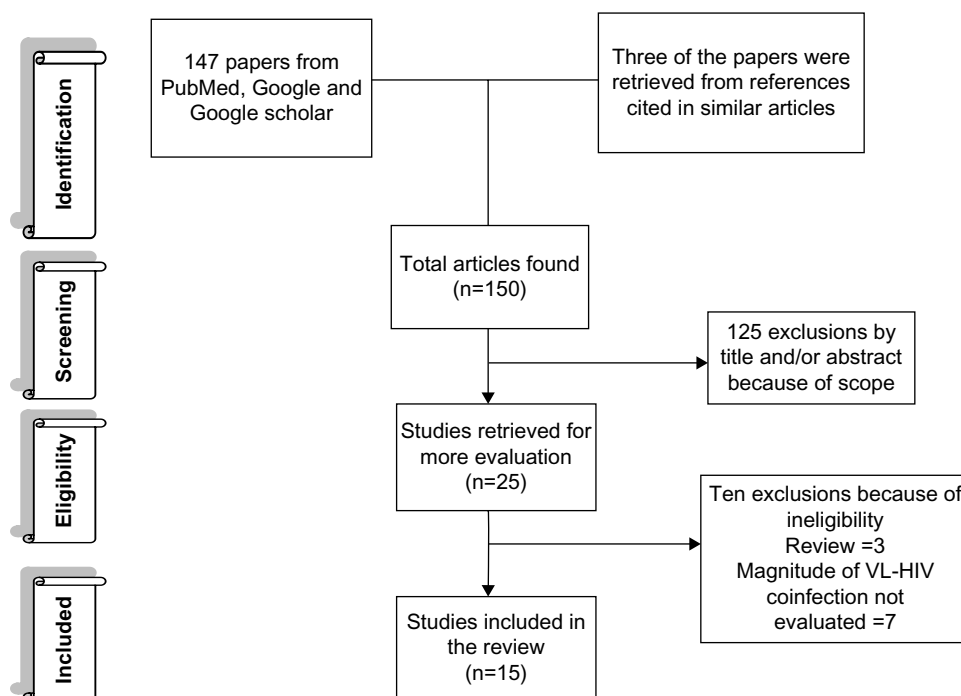 Identification
147 papers from
PubMed, Google and
Google scholar
Three of the papers were
retrieved from references
cited in similar articles
Total articles found
(n=150)
Screening
125 exclusions by
title and/or abstract
because of scope
Eligibility
Studies retrieved for
more evaluation
(n=25)
Ten exclusions because of
ineligibility
Review =3
Magnitude of VL-HIV
coinfection not
evaluated =7
Included
Studies included in
the review
(n=15)